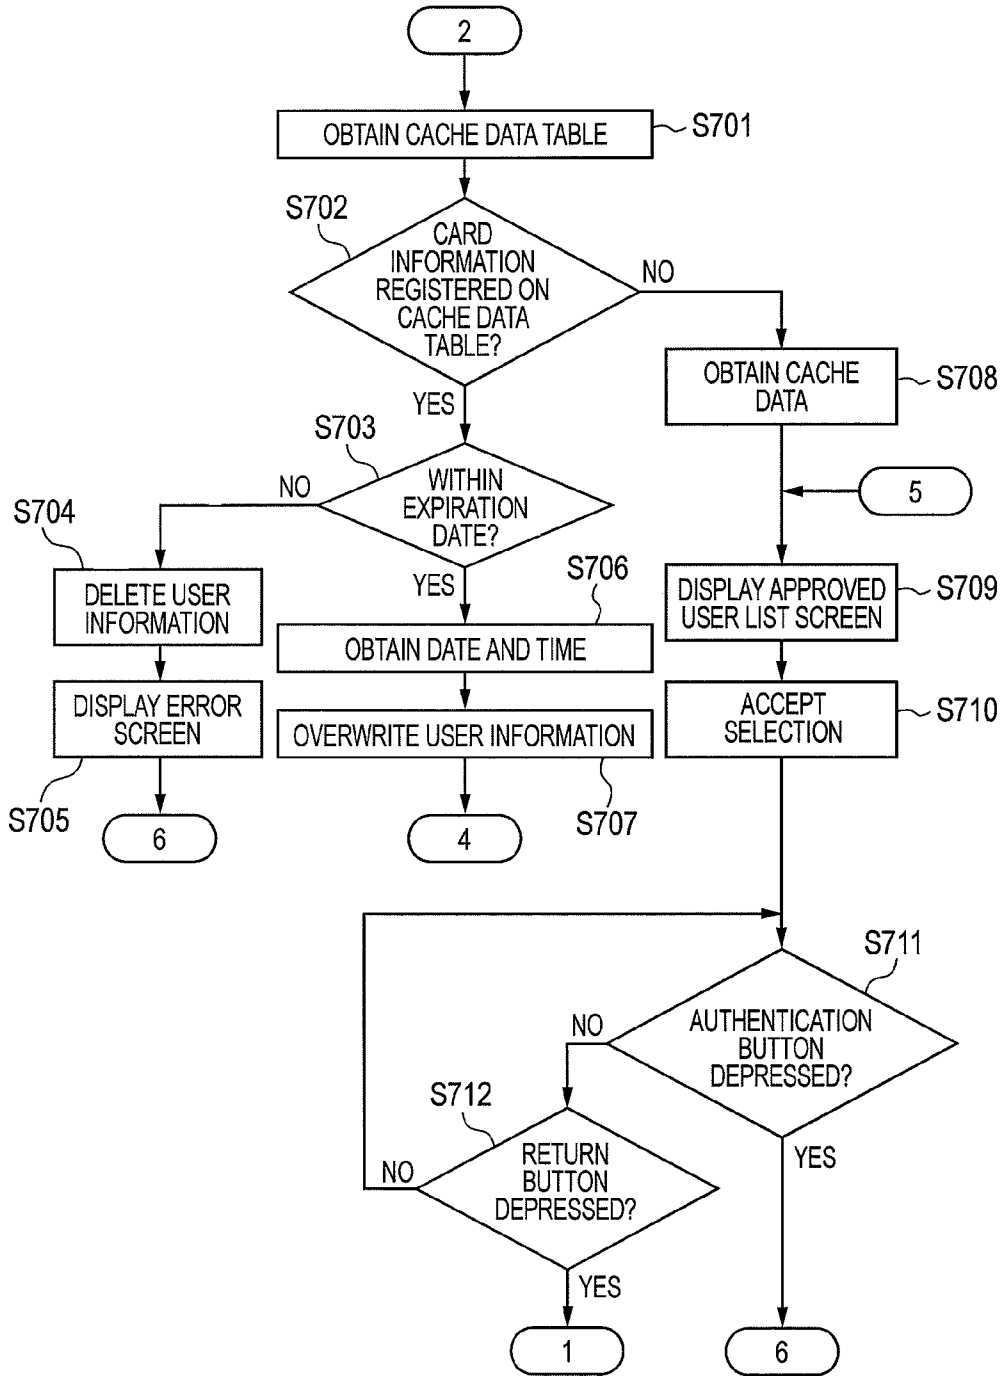 2
OBTAIN CACHE DATA TABLE
S701
S702
CARD
INFORMATION
REGISTERED ON
CACHE DATA
TABLE?
NO
YES
OBTAIN CACHE
DATA
S708
S703
WITHIN
EXPIRATION
DATE?
NO
YES
5
S704
DELETE USER
INFORMATION
S706
OBTAIN DATE AND TIME
DISPLAY APPROVED
USER LIST SCREEN
S709
DISPLAY ERROR
SCREEN
S705
OVERWRITE USER INFORMATION
S707
ACCEPT
SELECTION
S710
6
4
S711
AUTHENTICATION
BUTTON
DEPRESSED?
NO
YES
S712
RETURN
BUTTON
DEPRESSED?
NO
YES
1
6